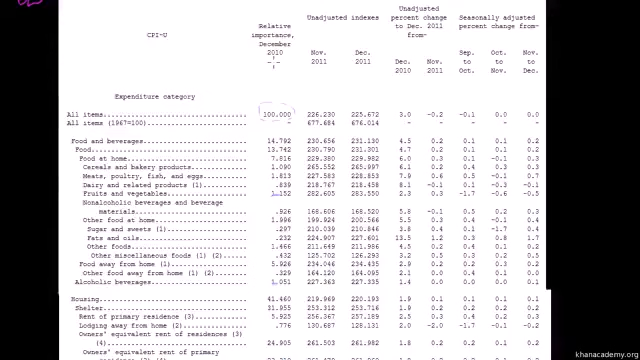 CPI-U Relative importance, December 2010 Unadjusted indexes Unadjusted percent change to Dec. 2011 from- Seasonally adjusted percent change from-
Nov. 2011 Dec. 2011 Dec. 2010 Nov. 2011 Sep. to Oct. Oct. to Nov. Nov. to Dec.
Expenditure category
All items 100.000 226.230 225.672 3.0 -0.2 -0.1 0.0 0.0
All items (1967=100) - 677.684 676.014 - - - - -
Food and beverages 14.792 230.656 231.130 4.5 0.2 0.1 0.1 0.2
Food 13.742 230.790 231.301 4.7 0.2 0.1 0.1 0.2
Food at home 7.816 229.380 229.982 6.0 0.3 -0.1 0.3
Cereals and bakery products 1.090 265.552 265.997 6.1 0.2 0.4 0.3
Meats, poultry, fish, and eggs 1.813 227.583 228.853 7.9 0.6 0.5 -0.1 0.7
Dairy and related products (1) .839 218.767 218.458 8.1 -0.1 0.1 -0.3 -0.1
Fruits and vegetables 282.605 283.550 2.3 0.3 -1.7 -0.6 -0.5
Nonalcoholic beverages and beverage
materials .926 168.606 168.520 5.8 -0.1 0.5 0.2 0.3
Other food at home 1.996 199.924 200.566 5.5 0.3 0.4 -0.1 0.4
Sugar and sweets (1) .297 210.039 210.846 3.8 0.4 0.1 -1.7 0.4
Fats and oils .232 224.907 227.601 13.5 1.2 0.3 0.8 1.7
Other foods 1.466 211.649 211.986 4.5 0.2 0.4 0.1 0.2
Other miscellaneous foods (1) (2) .432 125.702 126.293 3.2 0.5 0.2 -0.3 0.5
Food away from home (1) 5.926 234.046 234.435 2.9 0.2 0.2 0.3 0.2
Other food away from home (1) (2) .329 164.120 164.095 2.1 0.0 0.4 0.1 0.0
Alcoholic beverages 227.363 227.335 1.4 0.0 0.0 0.0 0.1
Housing 41.460 219.969 220.193 1.9 0.1 0.1 0.1
Shelter 31.955 253.312 253.716 1.9 0.2 0.2 0.2 0.2
Rent of primary residence (3) 5.925 256.367 257.189 2.5 0.3 0.4 0.2
Lodging away from home (2) .776 130.687 128.131 2.0 -2.0 -1.7 -0.1 -0.2
Owners' equivalent rent of residences (3)
(4) 24.905 261.503 261.982 1.8 0.2 0.2 0.1
Owners' equivalent rent of primary
khanacademy.org